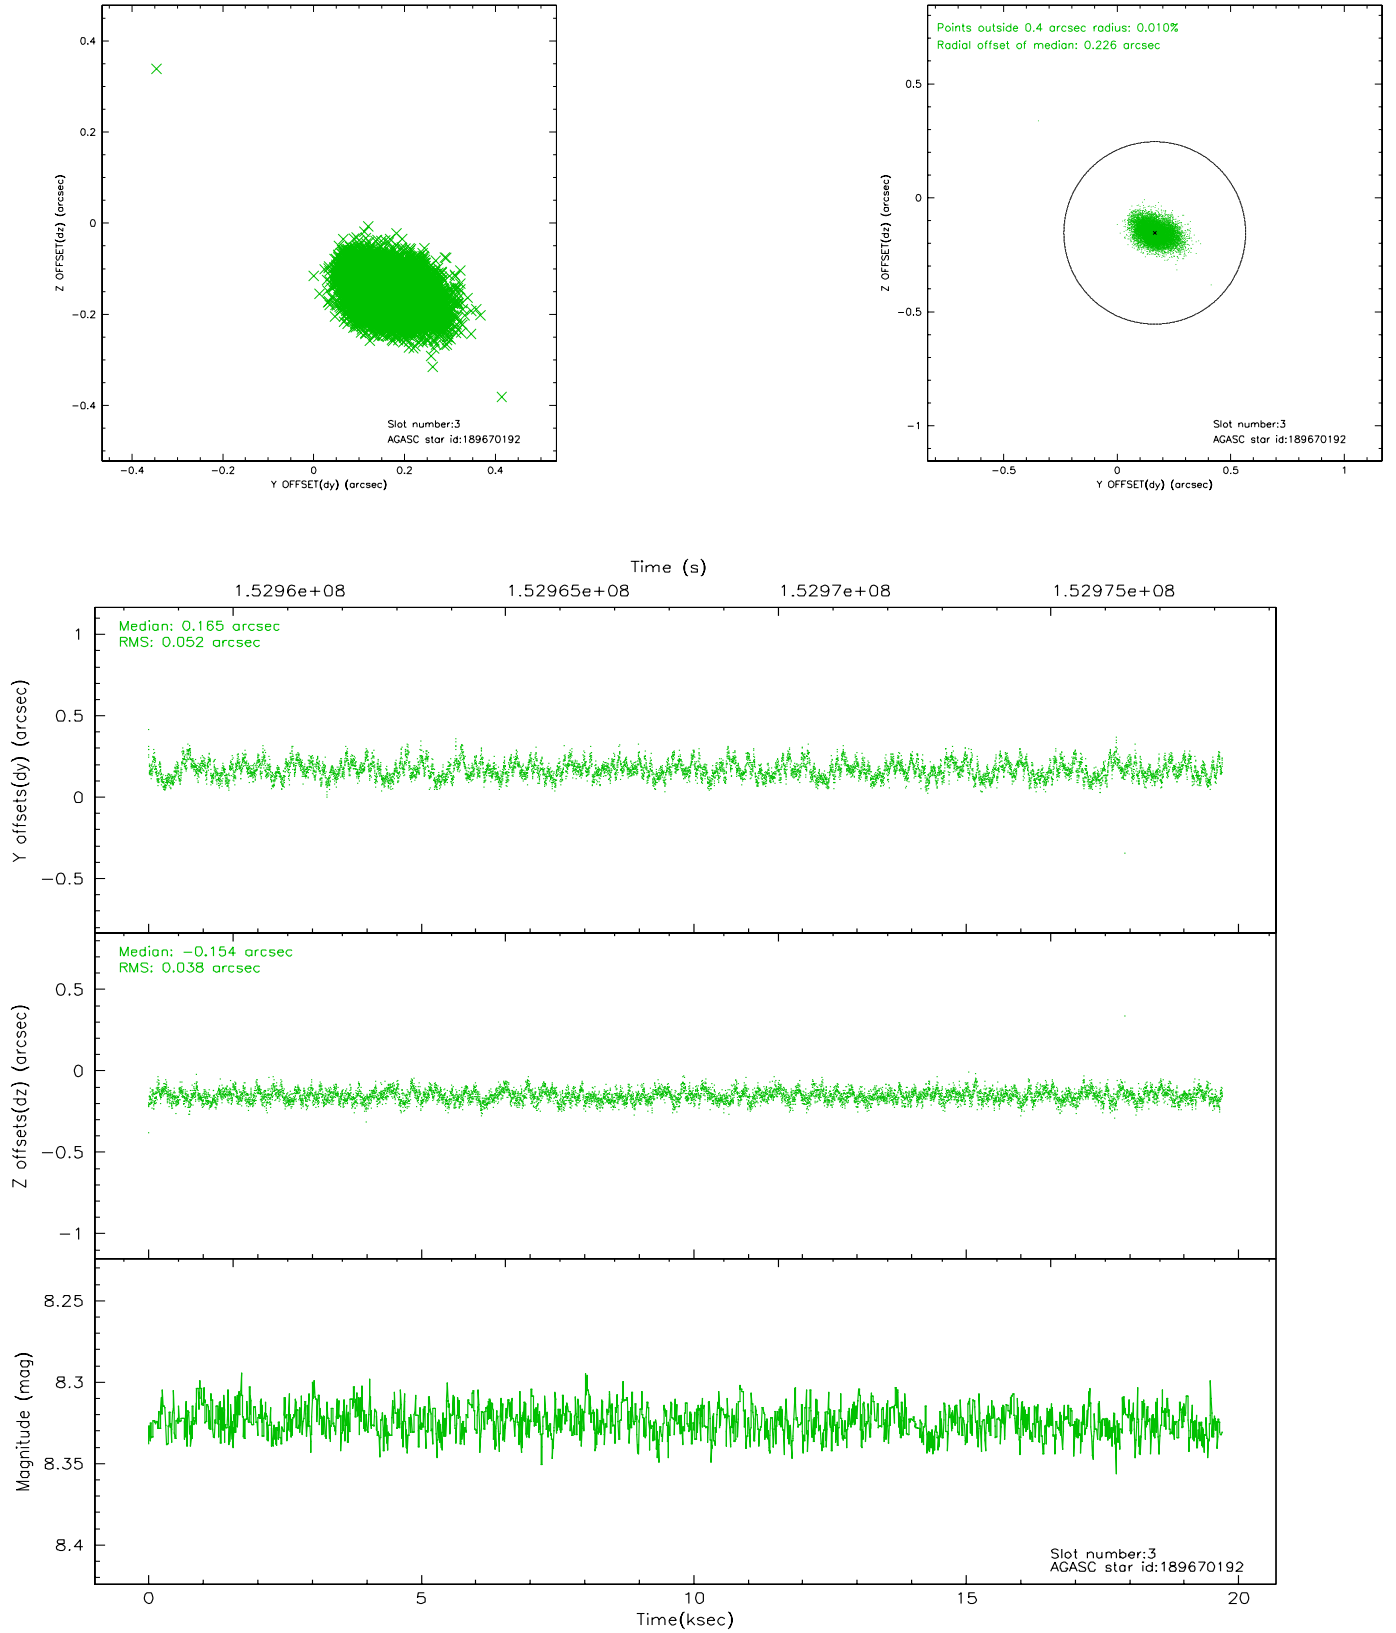 0.4
0.2
0
−0.2
−0.4
Z OFFSET(dz) (arcsec)
Slot number:3
AGASC star id:189670192
−0.4 −0.2 0 0.2 0.4
Y OFFSET(dy) (arcsec)
Points outside 0.4 arcsec radius: 0.010%
Radial offset of median: 0.226 arcsec
0.5
0
−0.5
−1
Z OFFSET(dz) (arcsec)
Slot number:3
AGASC star id:189670192
−0.5 0 0.5 1
Y OFFSET(dy) (arcsec)
Time (s)
1.5296e+08 1.52965e+08 1.5297e+08 1.52975e+08
Median: 0.165 arcsec
RMS: 0.052 arcsec
1
0.5
0
−0.5
Y offsets(dy) (arcsec)
Median: −0.154 arcsec
RMS: 0.038 arcsec
0.5
0
−0.5
−1
Z offsets(dz) (arcsec)
8.25
8.3
8.35
8.4
Magnitude (mag)
Slot number:3
AGASC star id:189670192
0 5 10 15 20
Time(ksec)